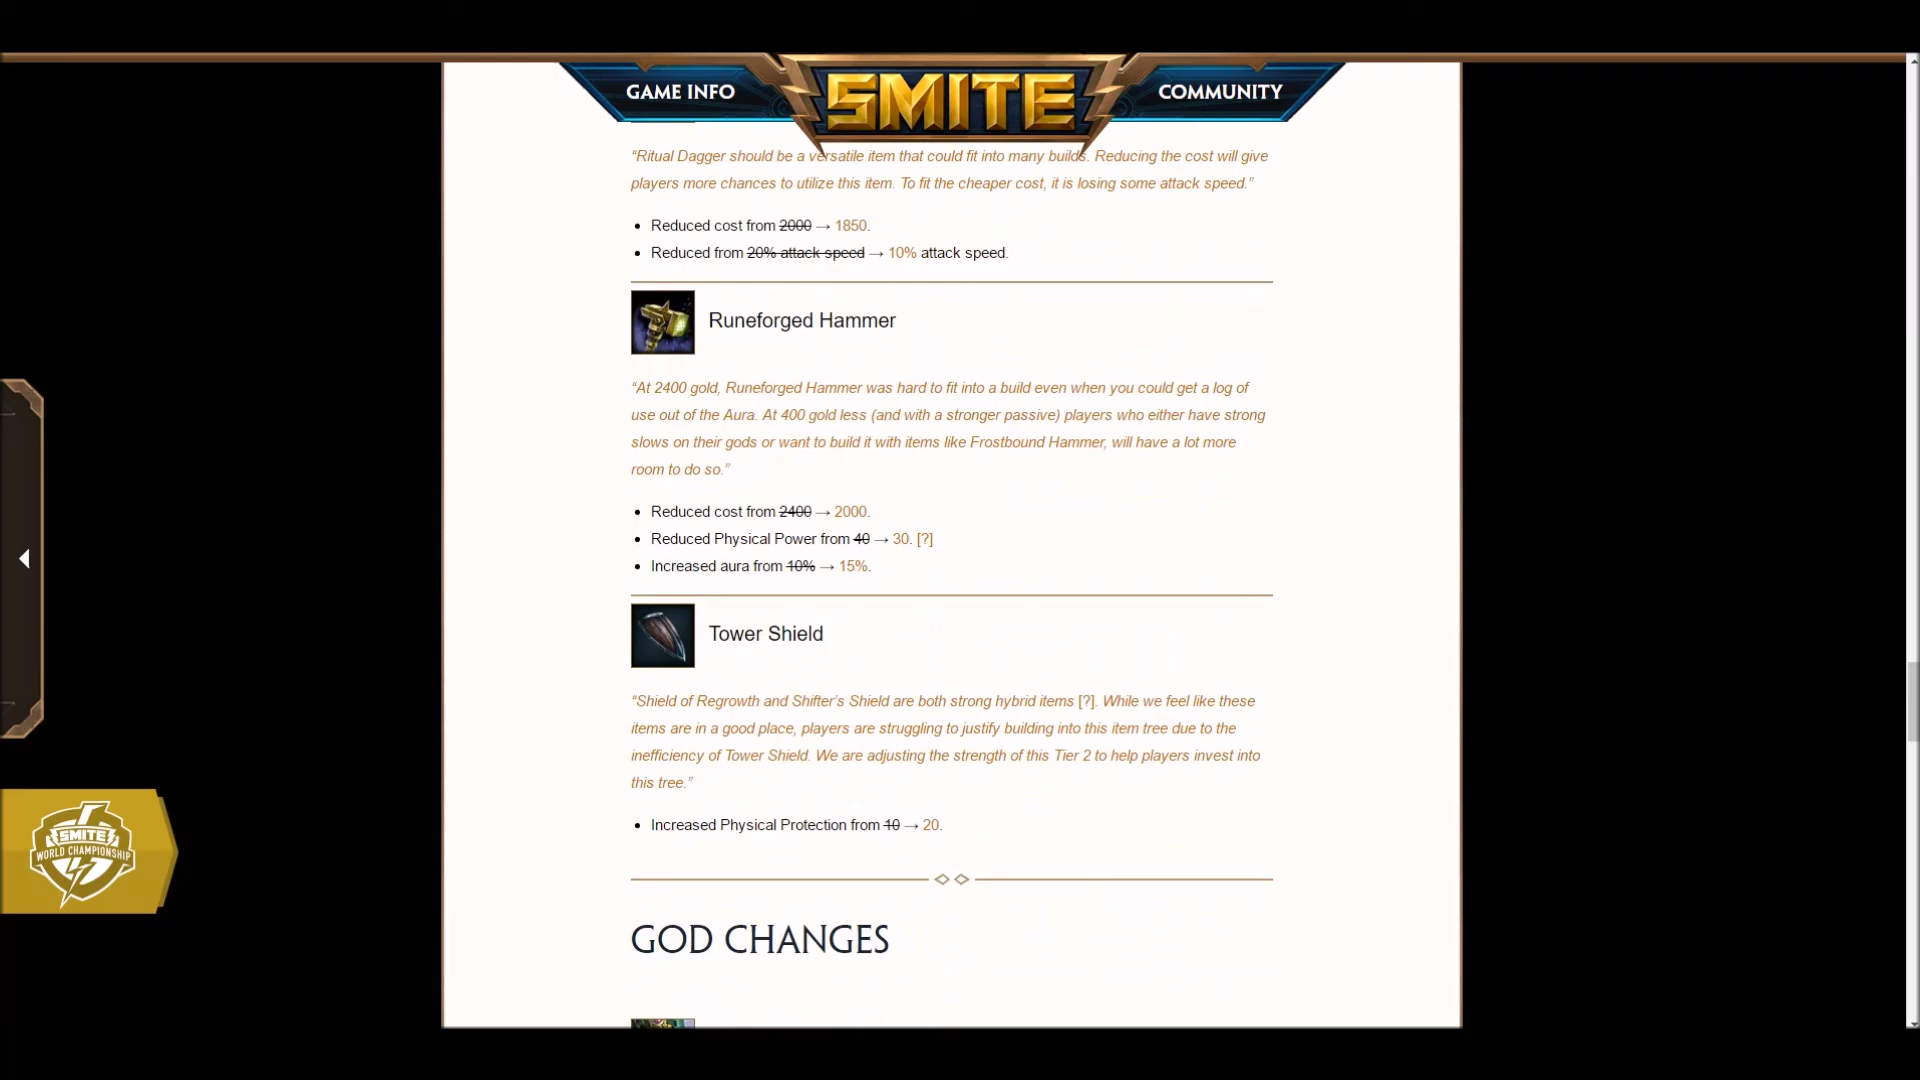 GAME INFO
SMITE
COMMUNITY
“Ritual Dagger should be a versatile item that could fit into many builds. Reducing the cost will give
players more chances to utilize this item. To fit the cheaper cost, it is losing some attack speed.”
• Reduced cost from 2000 → 1850.
• Reduced from 20% attack speed → 10% attack speed.
Runeforged Hammer
“At 2400 gold, Runeforged Hammer was hard to fit into a build even when you could get a log of
use out of the Aura. At 400 gold less (and with a stronger passive) players who either have strong
slows on their gods or want to build it with items like Frostbound Hammer, will have a lot more
room to do so.”
• Reduced cost from 2400 → 2000.
• Reduced Physical Power from 40 → 30. [?]
• Increased aura from 10% → 15%.
Tower Shield
“Shield of Regrowth and Shifter’s Shield are both strong hybrid items [?]. While we feel like these
items are in a good place, players are struggling to justify building into this item tree due to the
inefficiency of Tower Shield. We are adjusting the strength of this Tier 2 to help players invest into
this tree.”
• Increased Physical Protection from 10 → 20.
SMITE
WORLD CHAMPIONSHIP
GOD CHANGES